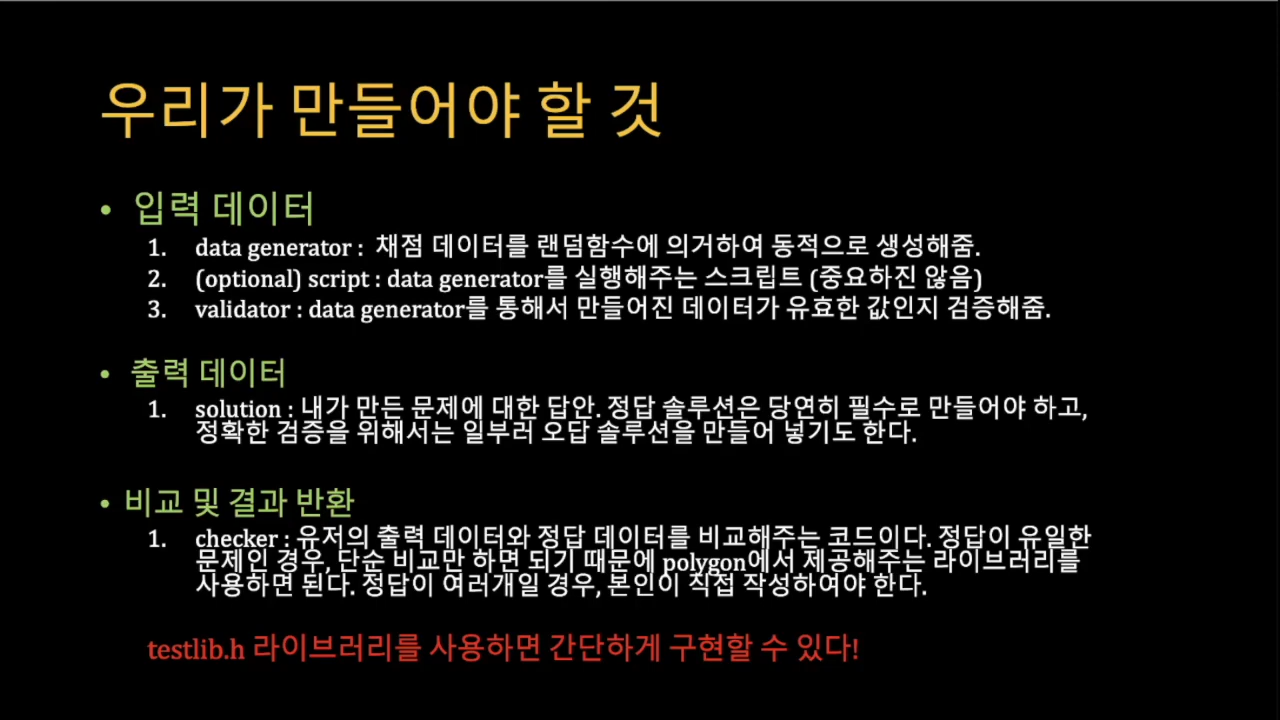 우리가 만들어야 할 것
• 입력 데이터
1. data generator : 채점 데이터를 랜덤함수에 의거하여 동적으로 생성해줌.
2. (optional) script : data generator를 실행해주는 스크립트 (중요하진 않음)
3. validator : data generator를 통해서 만들어진 데이터가 유효한 값인지 검증해줌.
• 출력 데이터
1. solution : 내가 만든 문제에 대한 답안. 정답 솔루션은 당연히 필수로 만들어야 하고,
정확한 검증을 위해서는 일부러 오답 솔루션을 만들어 넣기도 한다.
• 비교 및 결과 반환
1. checker : 유저의 출력 데이터와 정답 데이터를 비교해주는 코드이다. 정답이 유일한
문제인 경우, 단순 비교만 하면 되기 때문에 polygon에서 제공해주는 라이브러리를
사용하면 된다. 정답이 여러개일 경우, 본인이 직접 작성하여야 한다.
testlib.h 라이브러리를 사용하면 간단하게 구현할 수 있다!